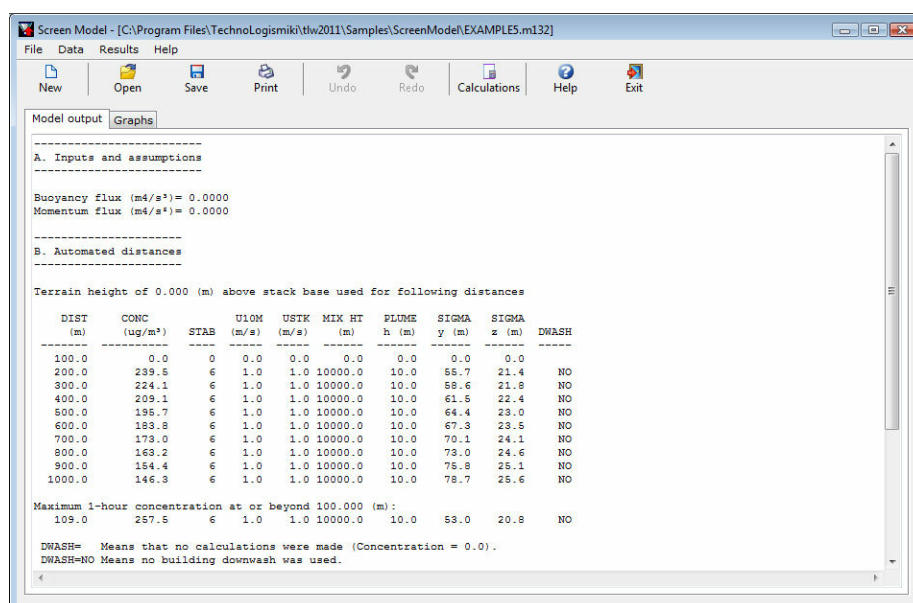 Screen Model - [C:\Program Files\TechnoLogismiki\tlw2011\Samples\ScreenModel\EXAMPLE5.m132]
File Data Results Help
New Open Save Print Undo Redo Calculations Help Exit
Model output Graphs
--------------------------
A. Inputs and assumptions
--------------------------
Buoyancy flux (m4/s³)= 0.0000
Momentum flux (m4/s²)= 0.0000
-----------------------
B. Automated distances
-----------------------
Terrain height of 0.000 (m) above stack base used for following distances
DIST CONC U10M USTK MIX HT PLUME SIGMA SIGMA
(m) (ug/m³) STAB (m/s) (m/s) (m) h (m) y (m) z (m) DWASH
------- ---------- ---- ----- ----- ------ ------ ------ ------ -----
100.0 0.0 0 0.0 0.0 0.0 0.0 0.0 0.0
200.0 239.5 6 1.0 1.0 10000.0 10.0 55.7 21.4 NO
300.0 224.1 6 1.0 1.0 10000.0 10.0 58.6 21.8 NO
400.0 209.1 6 1.0 1.0 10000.0 10.0 61.5 22.4 NO
500.0 195.7 6 1.0 1.0 10000.0 10.0 64.4 23.0 NO
600.0 183.8 6 1.0 1.0 10000.0 10.0 67.3 23.5 NO
700.0 173.0 6 1.0 1.0 10000.0 10.0 70.1 24.1 NO
800.0 163.2 6 1.0 1.0 10000.0 10.0 73.0 24.6 NO
900.0 154.4 6 1.0 1.0 10000.0 10.0 75.8 25.1 NO
1000.0 146.3 6 1.0 1.0 10000.0 10.0 78.7 25.6 NO
Maximum 1-hour concentration at or beyond 100.000 (m):
109.0 257.5 6 1.0 1.0 10000.0 10.0 53.0 20.8 NO
DWASH= Means that no calculations were made (Concentration = 0.0).
DWASH=NO Means no building downwash was used.